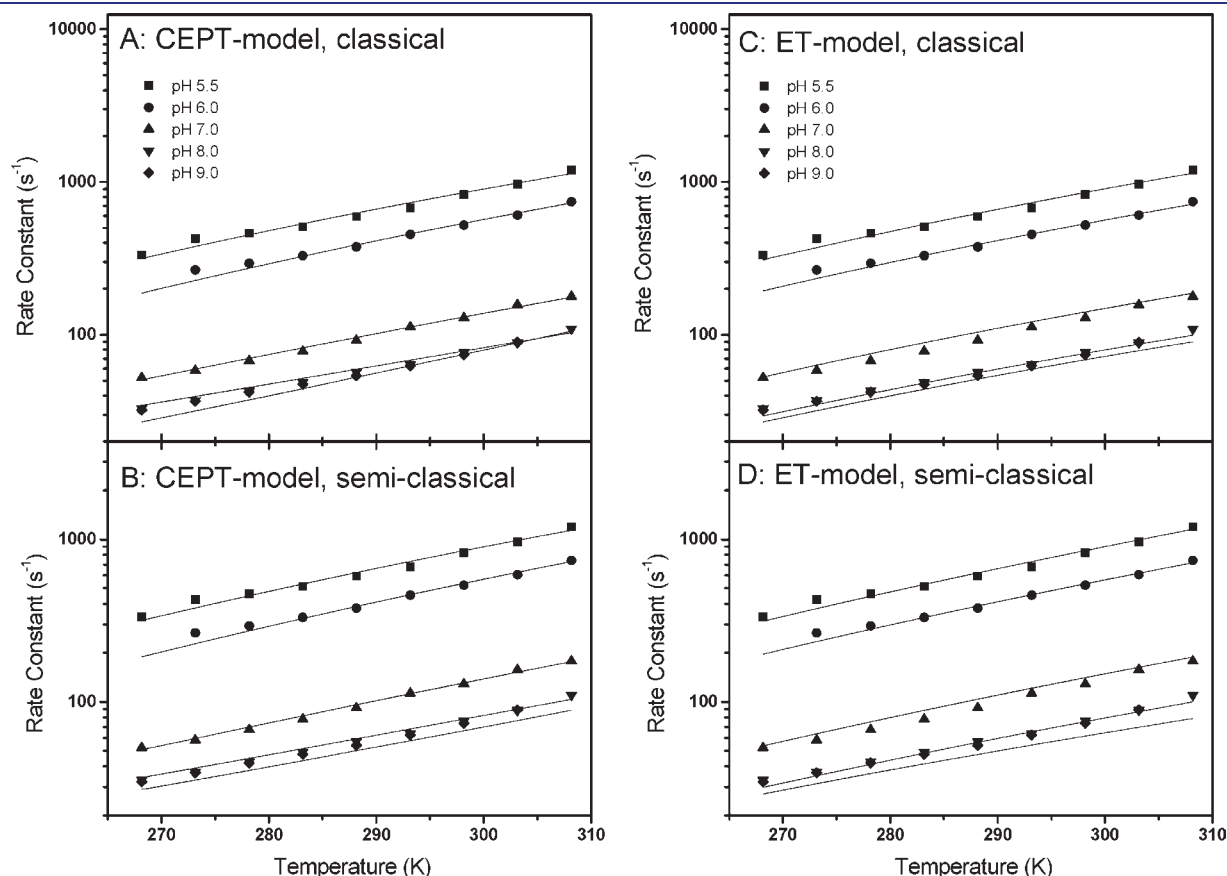 A: CEPT-model, classical
pH 5.5
pH 6.0
pH 7.0
pH 8.0
pH 9.0
10000
1000
100
Rate Constant (s⁻¹)
B: CEPT-model, semi-classical
1000
100
Rate Constant (s⁻¹)
270
280
290
300
310
Temperature (K)
C: ET-model, classical
pH 5.5
pH 6.0
pH 7.0
pH 8.0
pH 9.0
10000
1000
100
Rate Constant (s⁻¹)
D: ET-model, semi-classical
1000
100
Rate Constant (s⁻¹)
270
280
290
300
310
Temperature (K)